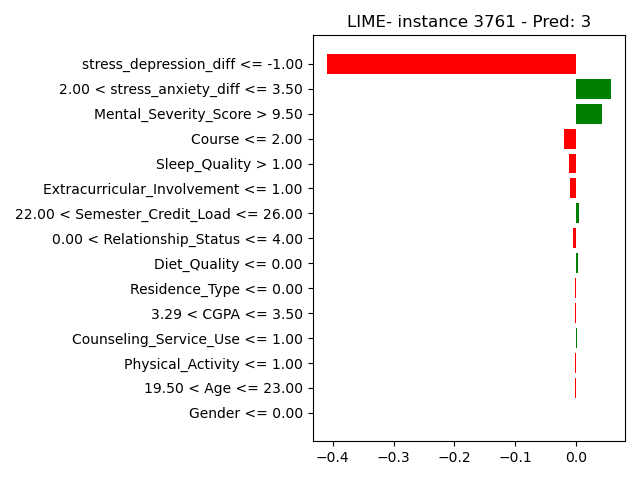 LIME- instance 3761 - Pred: 3
stress_depression_diff <= -1.00
2.00 < stress_anxiety_diff <= 3.50
Mental_Severity_Score > 9.50
Course <= 2.00
Sleep_Quality > 1.00
Extracurricular_Involvement <= 1.00
22.00 < Semester_Credit_Load <= 26.00
0.00 < Relationship_Status <= 4.00
Diet_Quality <= 0.00
Residence_Type <= 0.00
3.29 < CGPA <= 3.50
Counseling_Service_Use <= 1.00
Physical_Activity <= 1.00
19.50 < Age <= 23.00
Gender <= 0.00
−0.4 −0.3 −0.2 −0.1 0.0